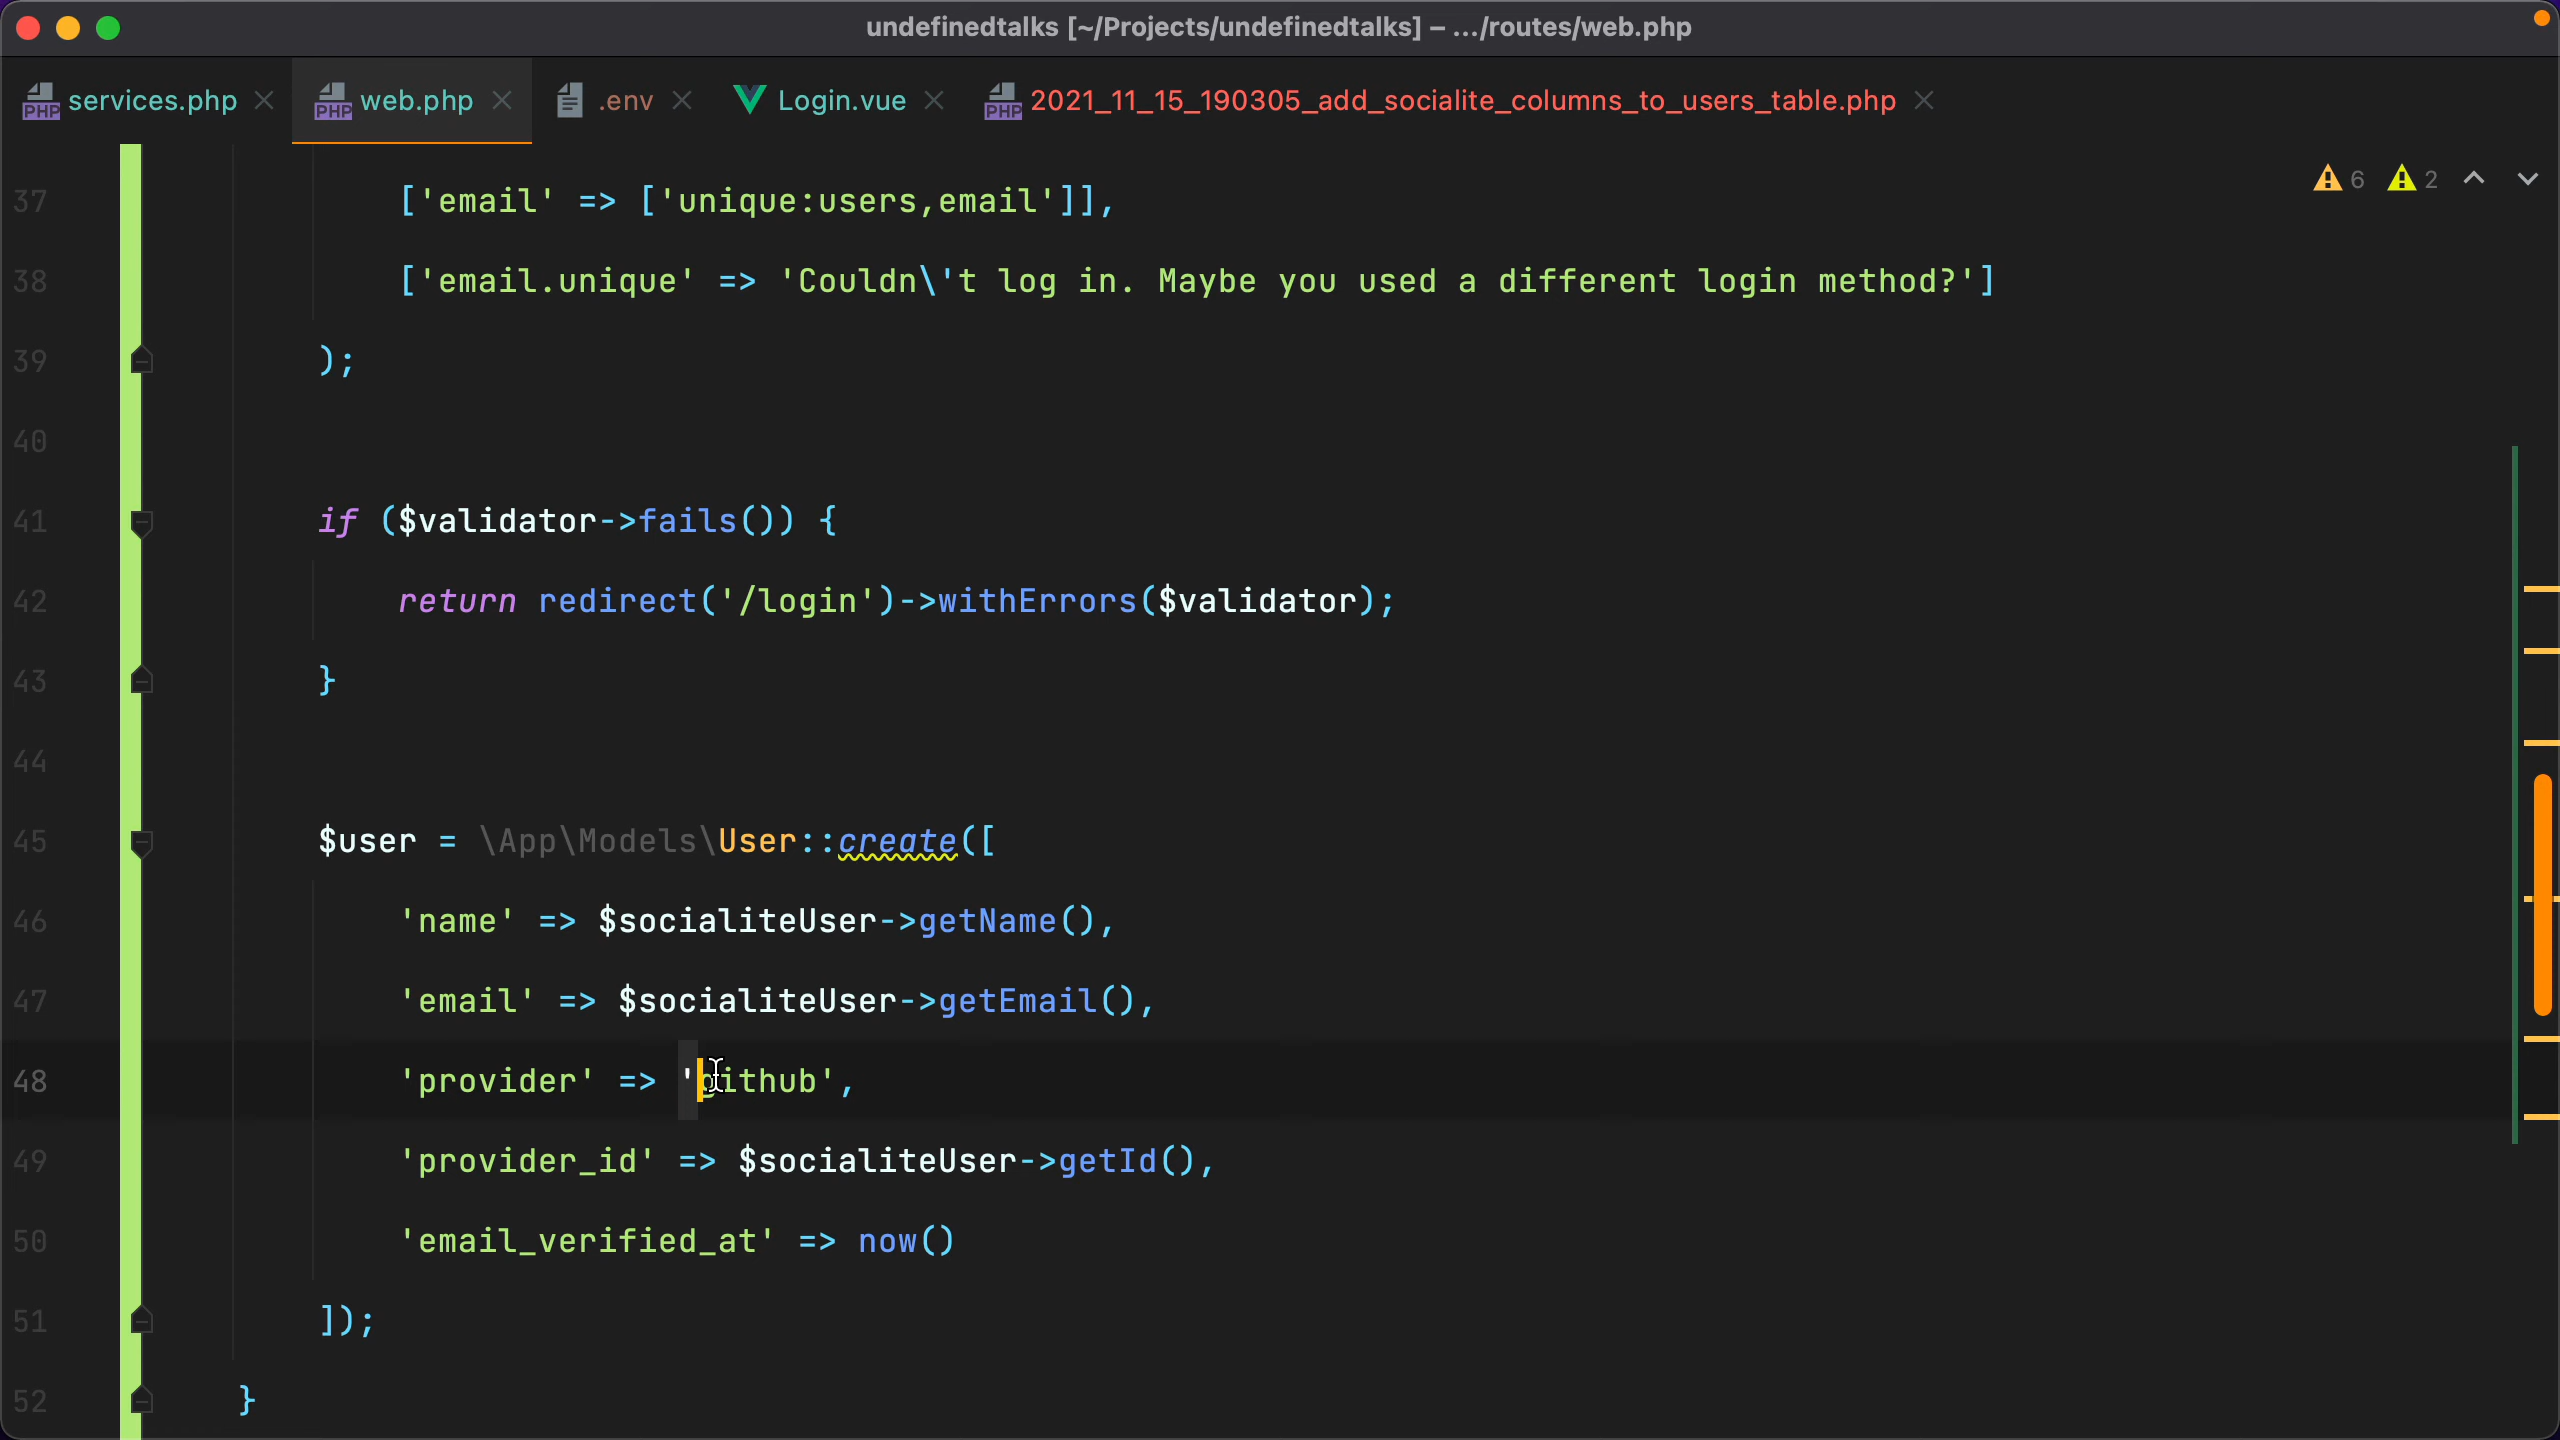 undefinedtalks [~/Projects/undefinedtalks] – .../routes/web.php
services.php web.php .env Login.vue 2021_11_15_190305_add_socialite_columns_to_users_table.php
6 2
37 ['email' => ['unique:users,email']],
38 ['email.unique' => 'Couldn\'t log in. Maybe you used a different login method?']
39 );
40
41 if ($validator->fails()) {
42 return redirect('/login')->withErrors($validator);
43 }
44
45 $user = \App\Models\User::create([
46 'name' => $socialiteUser->getName(),
47 'email' => $socialiteUser->getEmail(),
48 'provider' => 'github',
49 'provider_id' => $socialiteUser->getId(),
50 'email_verified_at' => now()
51 ]);
52 }